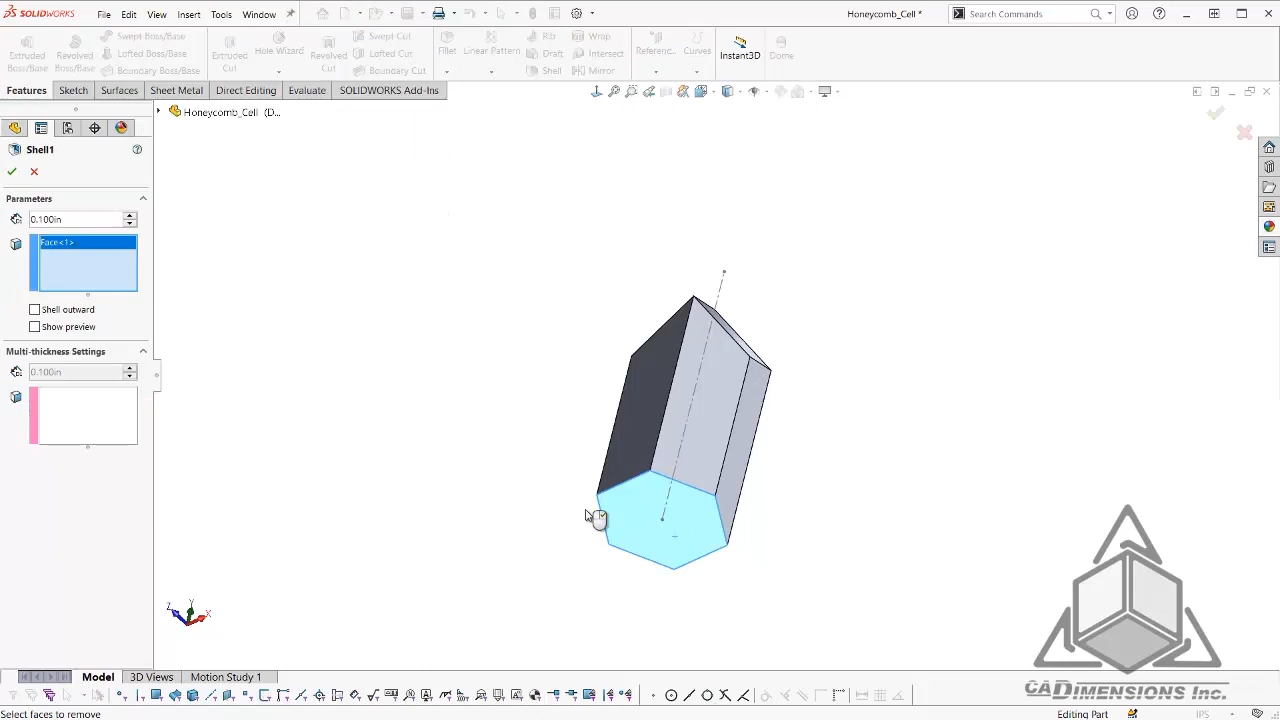 SOLIDWORKS File Edit View Insert Tools Window Honeycomb_Cell * Search Commands
Extruded Boss/Base Revolved Boss/Base Swept Boss/Base Lofted Boss/Base Boundary Boss/Base Extruded Cut Hole Wizard Revolved Cut Swept Cut Lofted Cut Boundary Cut Fillet Linear Pattern Rib Draft Shell Wrap Intersect Mirror Referenc... Curves Instant3D Dome
Features Sketch Surfaces Sheet Metal Direct Editing Evaluate SOLIDWORKS Add-Ins
Honeycomb_Cell (D...
Shell1
Parameters
0.100in
Face<1>
Shell outward
Show preview
Multi-thickness Settings
0.100in
Z Y X
CADIMENSIONS INC.
Model 3D Views Motion Study 1
Select faces to remove Editing Part IPS